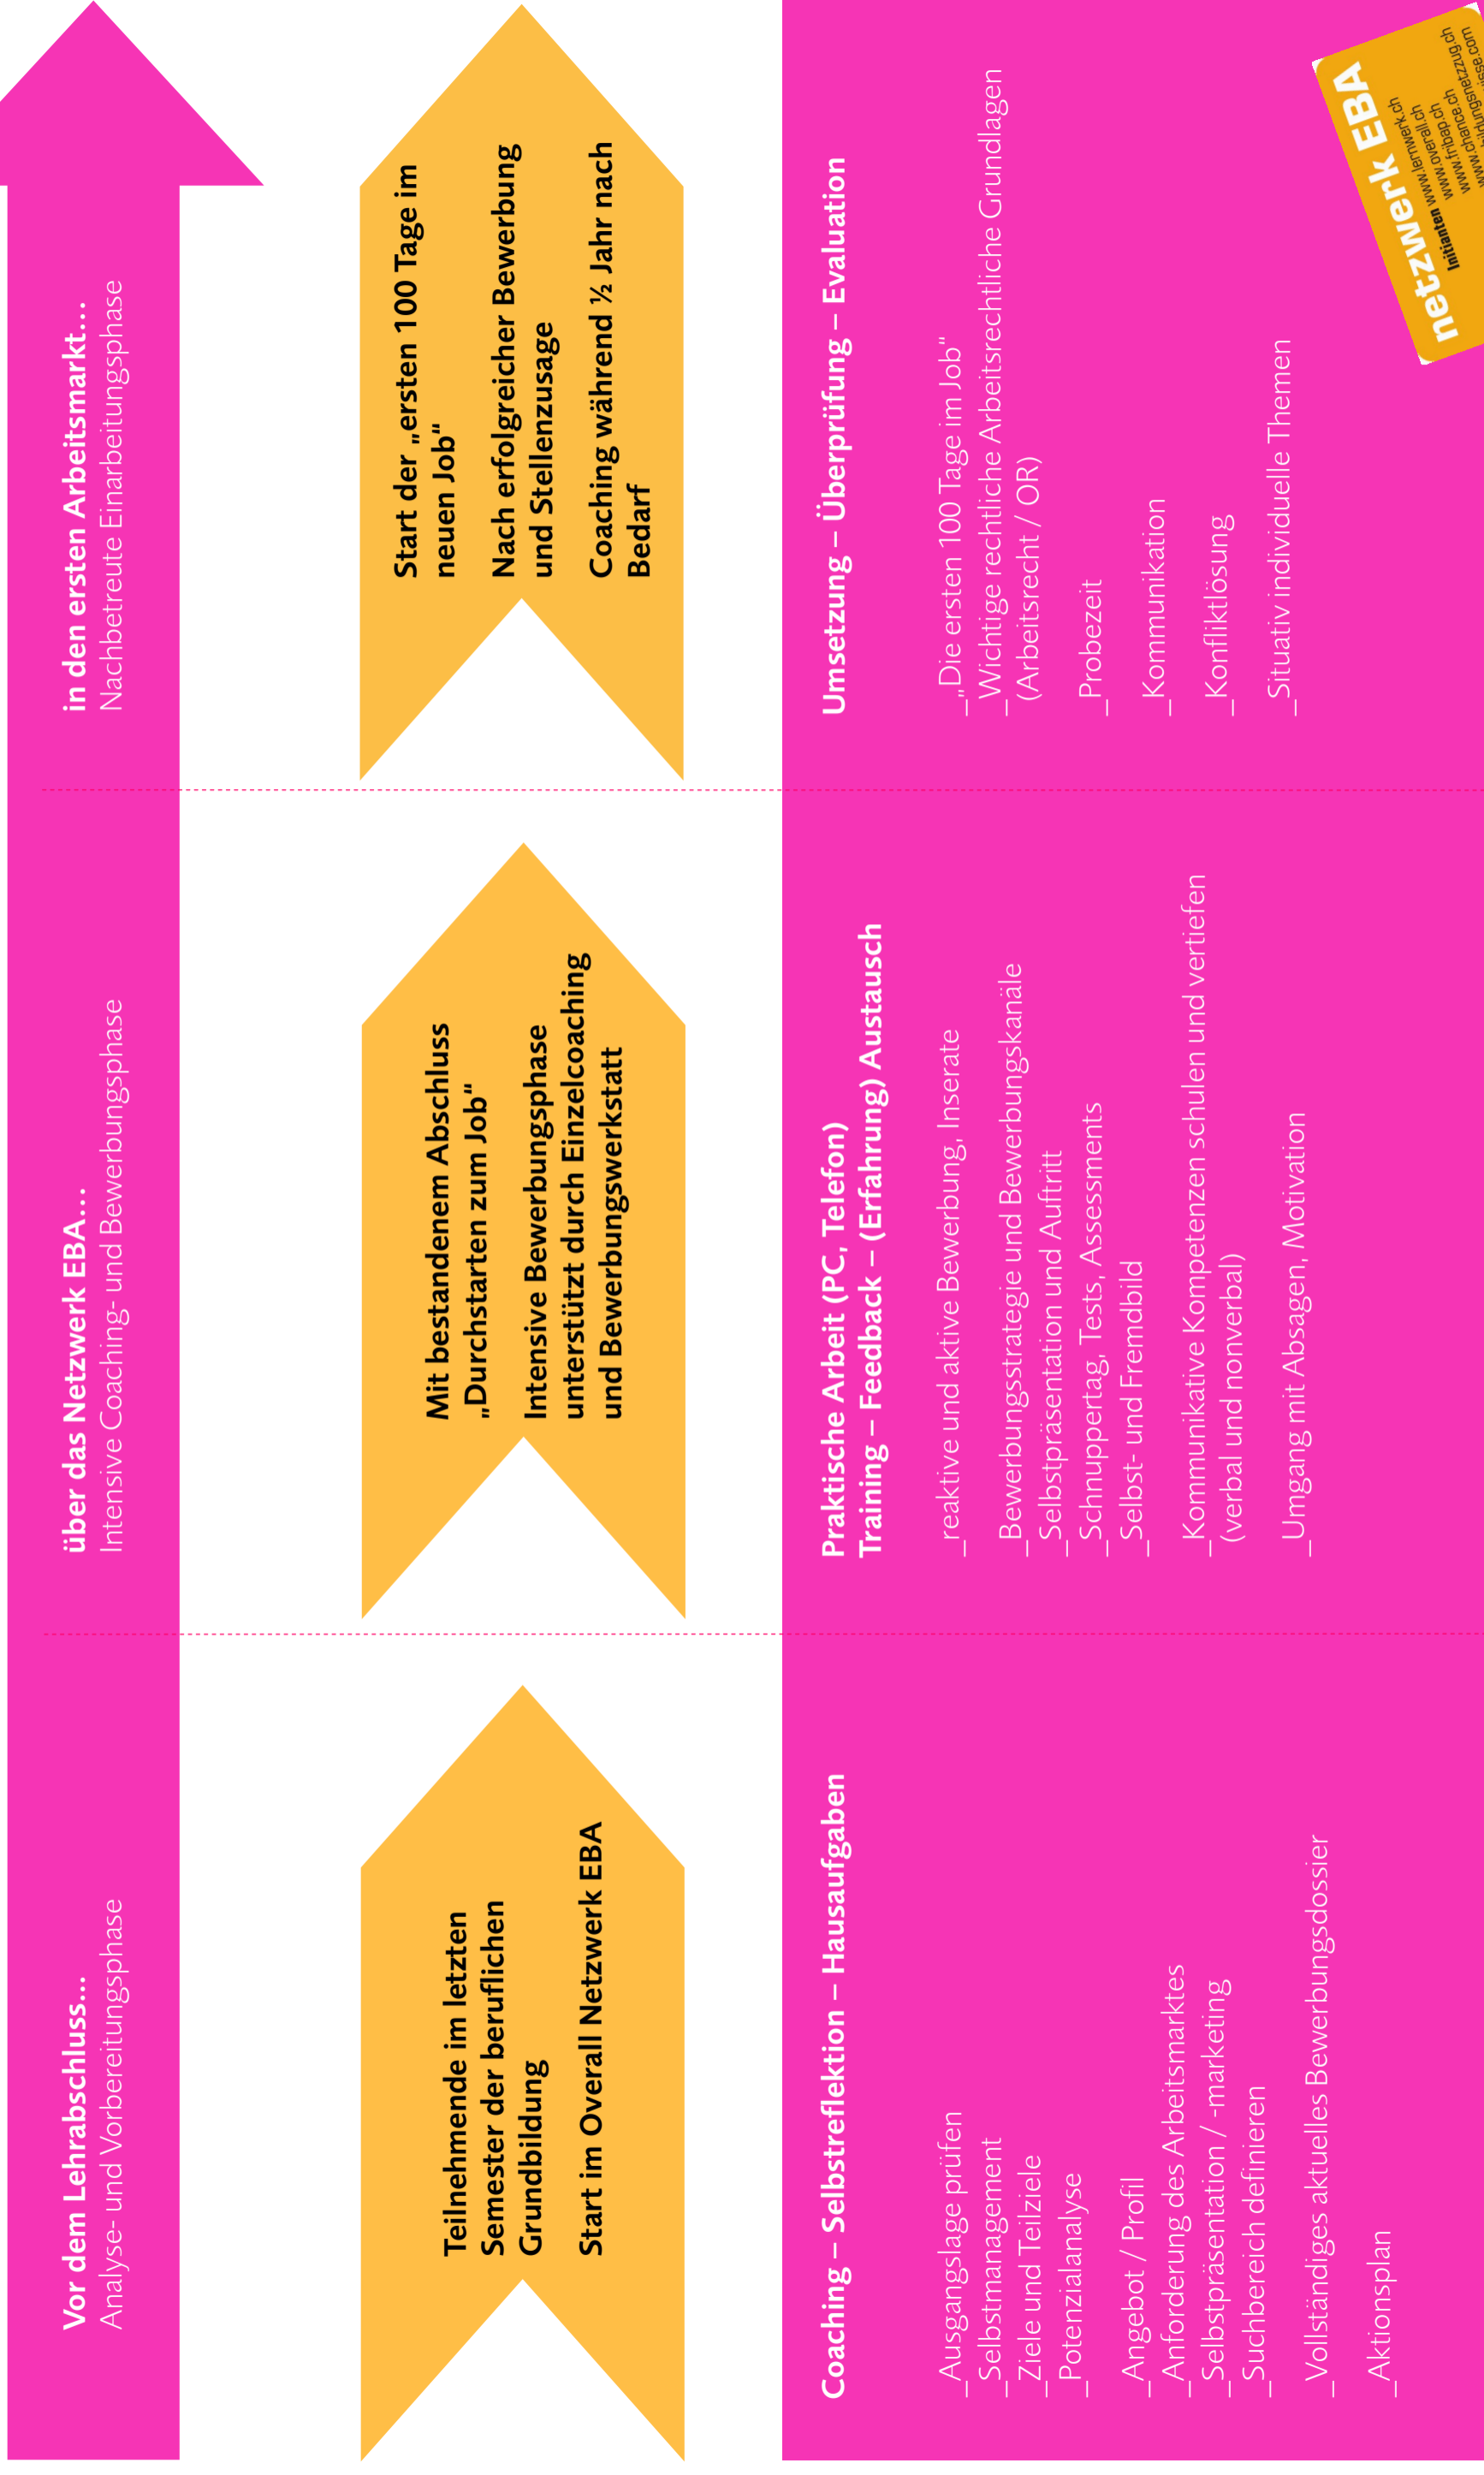 Vor dem Lehrabschluss…
Analyse- und Vorbereitungsphase
über das Netzwerk EBA…
Intensive Coaching- und Bewerbungsphase
in den ersten Arbeitsmarkt…
Nachbetreute Einarbeitungsphase
Teilnehmende im letzten
Semester der beruflichen
Grundbildung
Start im Overall Netzwerk EBA
Mit bestandenem Abschluss
„Durchstarten zum Job“
Intensive Bewerbungsphase
unterstützt durch Einzelcoaching
und Bewerbungswerkstatt
Start der „ersten 100 Tage im
neuen Job“
Nach erfolgreicher Bewerbung
und Stellenzusage
Coaching während ½ Jahr nach
Bedarf
Coaching – Selbstreflektion – Hausaufgaben
_Ausgangslage prüfen
_Selbstmanagement
_Ziele und Teilziele
_Potenzialanalyse
_Angebot / Profil
_Anforderung des Arbeitsmarktes
_Selbstpräsentation / -marketing
_Suchbereich definieren
_Vollständiges aktuelles Bewerbungsdossier
_Aktionsplan
Praktische Arbeit (PC, Telefon)
Training – Feedback – (Erfahrung) Austausch
_reaktive und aktive Bewerbung, Inserate
_Bewerbungsstrategie und Bewerbungskanäle
_Selbstpräsentation und Auftritt
_Schnuppertag, Tests, Assessments
_Selbst- und Fremdbild
_Kommunikative Kompetenzen schulen und vertiefen
(verbal und nonverbal)
_Umgang mit Absagen, Motivation
Umsetzung – Überprüfung – Evaluation
_„Die ersten 100 Tage im Job“
_Wichtige rechtliche Arbeitsrechtliche Grundlagen
(Arbeitsrecht / OR)
_Probezeit
_Kommunikation
_Konfliktlösung
_Situativ individuelle Themen
netzwerk EBA
Initianten www.lernwerk.ch
www.overall.ch
www.fribap.ch
www.chance.ch